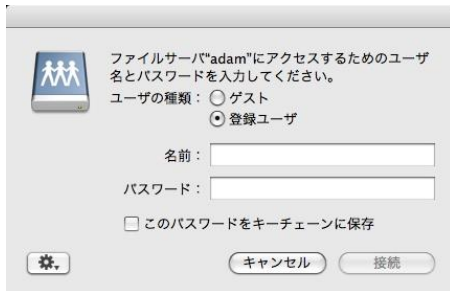 ファイルサーバ“adam”にアクセスするためのユーザ
名とパスワードを入力してください。
ユーザの種類：ゲスト
登録ユーザ
名前：
パスワード：
このパスワードをキーチェーンに保存
キャンセル 接続